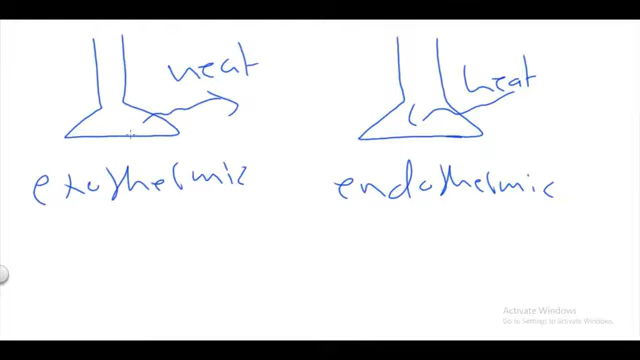 heat
heat
exothermic
endothermic
Activate Windows
Go to Settings to Activate Windows.